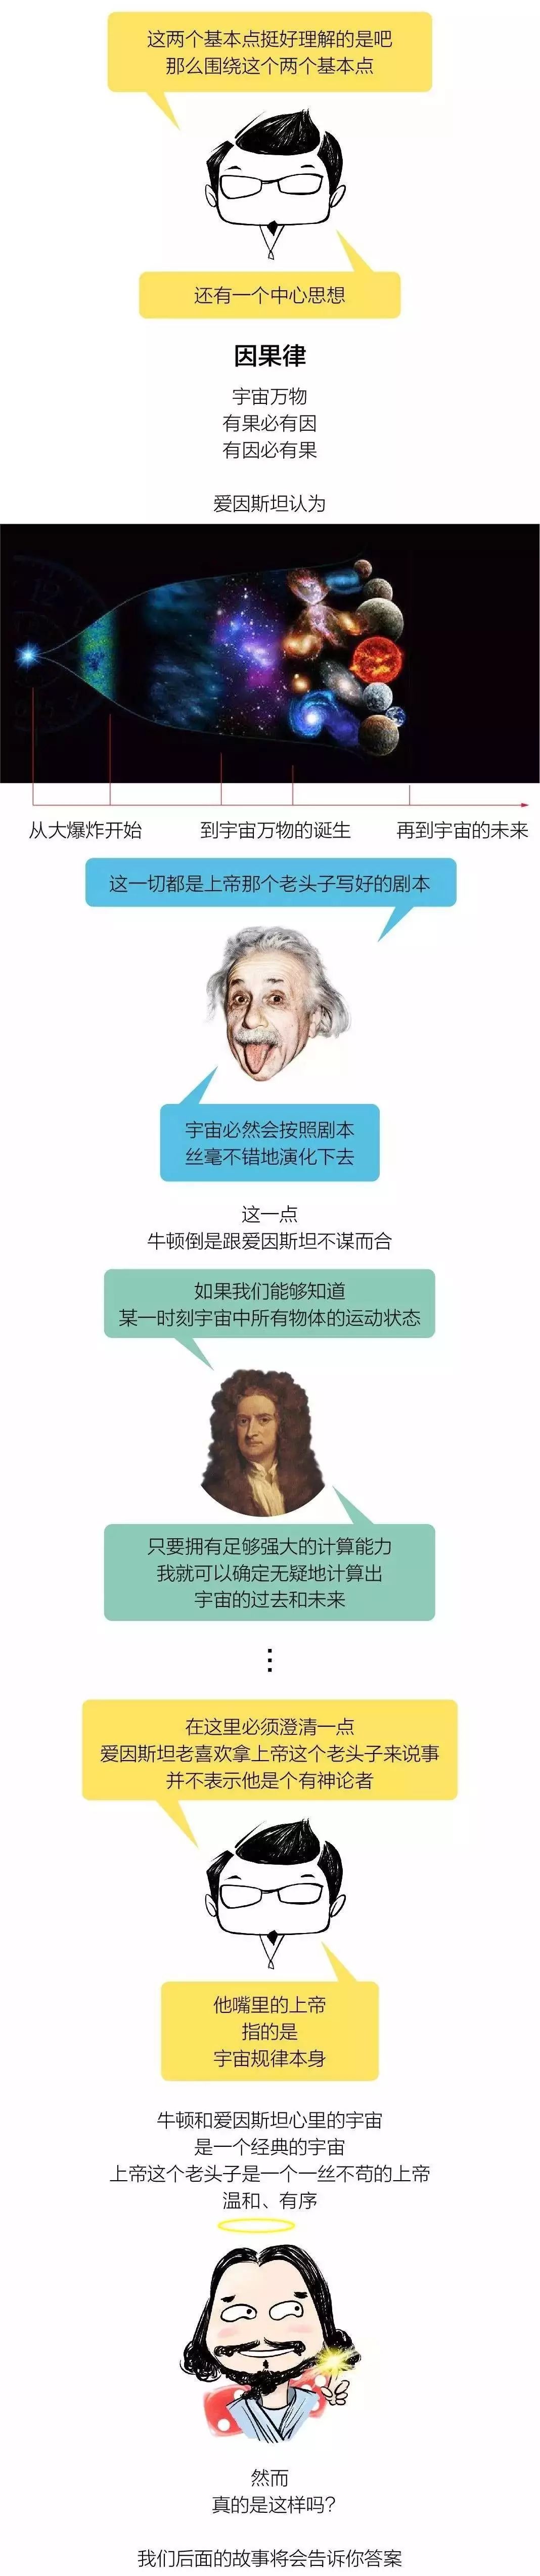 这两个基本点挺好理解的是吧
那么围绕这个两个基本点
还有一个中心思想
因果律
宇宙万物
有果必有因
有因必有果
爱因斯坦认为
从大爆炸开始
到宇宙万物的诞生
再到宇宙的未来
这一切都是上帝那个老头子写好的剧本
宇宙必然会按照剧本
丝毫不错地演化下去
这一点
牛顿倒是跟爱因斯坦不谋而合
如果我们能够知道
某一时刻宇宙中所有物体的运动状态
只要拥有足够强大的计算能力
我就可以确定无疑地计算出
宇宙的过去和未来
⋮
在这里必须澄清一点
爱因斯坦老喜欢拿上帝这个老头子来说事
并不表示他是个有神论者
他嘴里的上帝
指的是
宇宙规律本身
牛顿和爱因斯坦心里的宇宙
是一个经典的宇宙
上帝这个老头子是一个一丝不苟的上帝
温和、有序
然而
真的是这样吗?
我们后面的故事将会告诉你答案